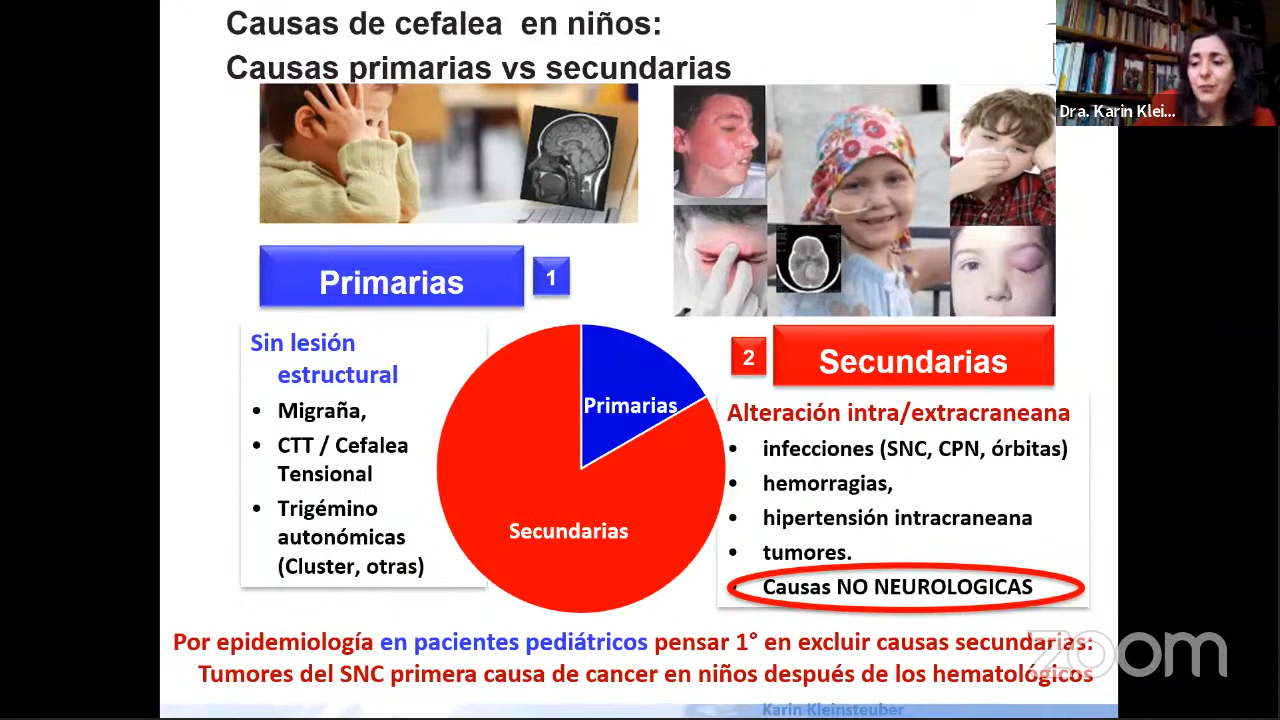 Causas de cefalea en niños:
Causas primarias vs secundarias
Dra. Karin Klei...
Primarias
1
Sin lesión
estructural
• Migraña,
• CTT / Cefalea
Tensional
• Trigémino
autonómicas
(Cluster, otras)
Primarias
Secundarias
2
Secundarias
Alteración intra/extracraneana
• infecciones (SNC, CPN, órbitas)
• hemorragias,
• hipertensión intracraneana
• tumores.
• Causas NO NEUROLOGICAS
Por epidemiología en pacientes pediátricos pensar 1° en excluir causas secundarias:
Tumores del SNC primera causa de cancer en niños después de los hematológicos
zoom
Karin Kleinsteuber